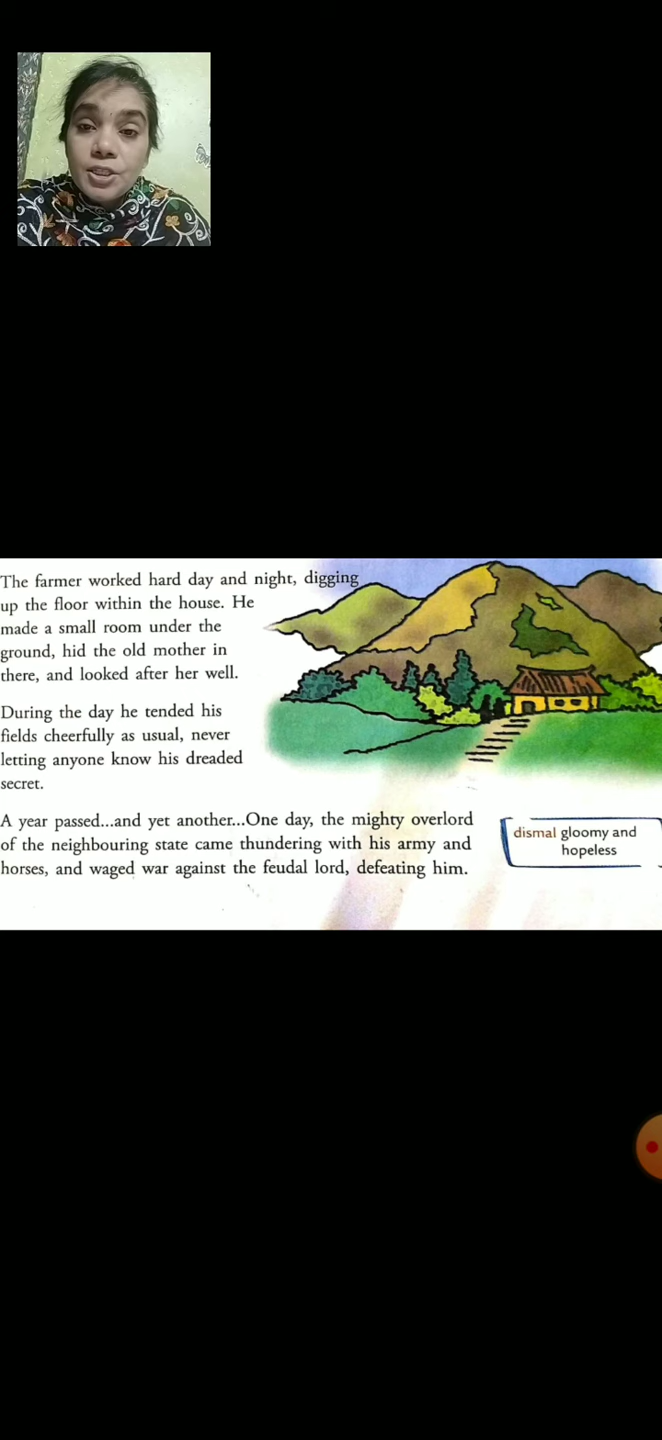 The farmer worked hard day and night, digging
up the floor within the house. He
made a small room under the
ground, hid the old mother in
there, and looked after her well.
During the day he tended his
fields cheerfully as usual, never
letting anyone know his dreaded
secret.
A year passed...and yet another...One day, the mighty overlord
of the neighbouring state came thundering with his army and
horses, and waged war against the feudal lord, defeating him.
dismal gloomy and
hopeless